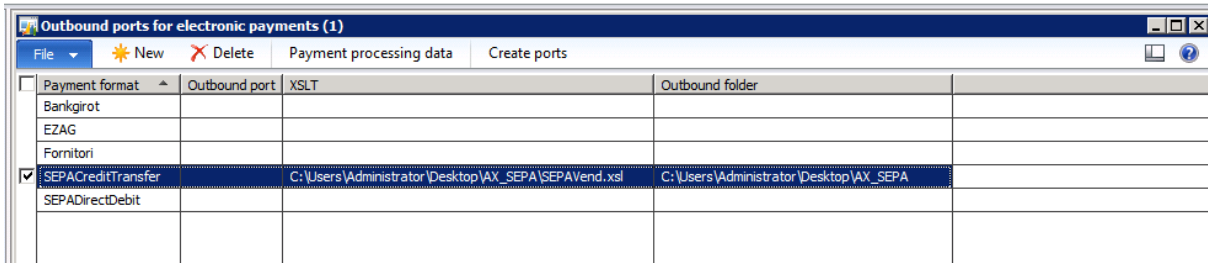 Outbound ports for electronic payments (1)
File New Delete Payment processing data Create ports
Payment format Outbound port XSLT Outbound folder
Bankgirot
EZAG
Fornitori
SEPACreditTransfer C:\Users\Administrator\Desktop\AX_SEPA\SEPAVend.xsl C:\Users\Administrator\Desktop\AX_SEPA
SEPADirectDebit